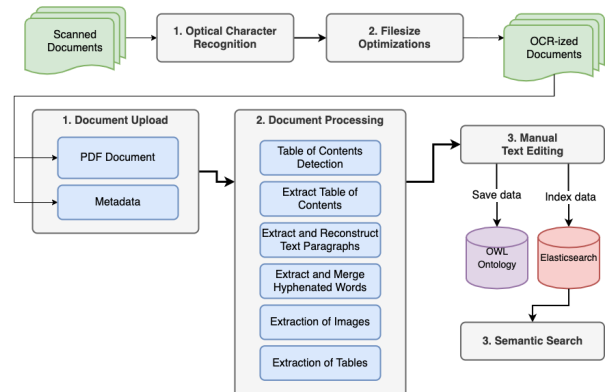 Scanned
Documents
1. Optical Character
Recognition
2. Filesize
Optimizations
OCR-ized
Documents
1. Document Upload
PDF Document
Metadata
2. Document Processing
Table of Contents
Detection
Extract Table of
Contents
Extract and Reconstruct
Text Paragraphs
Extract and Merge
Hyphenated Words
Extraction of Images
Extraction of Tables
3. Manual
Text Editing
Save data
Index data
OWL
Ontology
Elasticsearch
3. Semantic Search